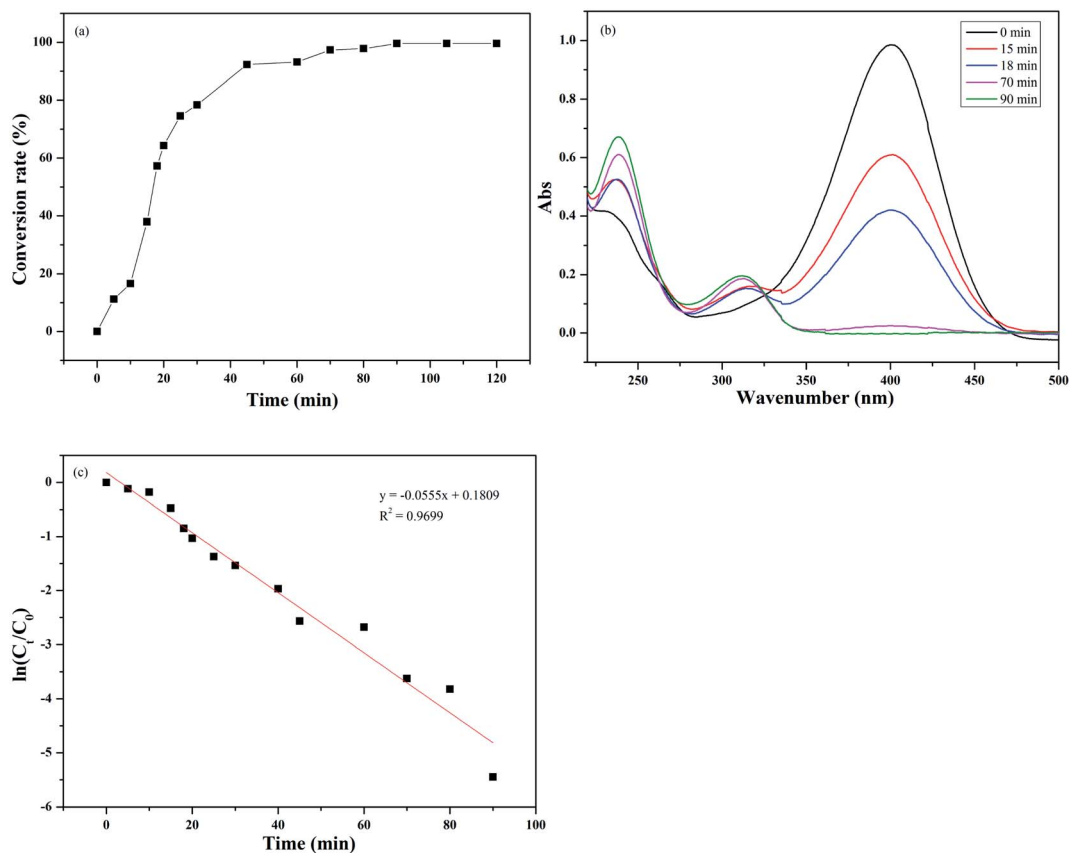 (a)
100
80
60
40
20
0
Conversion rate (%)
0 20 40 60 80 100 120
Time (min)
(b)
0 min
15 min
18 min
70 min
90 min
1.0
0.8
0.6
0.4
0.2
0.0
Abs
250 300 350 400 450 500
Wavenumber (nm)
(c)
y = -0.0555x + 0.1809
R² = 0.9699
0
-1
-2
-3
-4
-5
-6
ln(Cₜ/C₀)
0 20 40 60 80 100
Time (min)